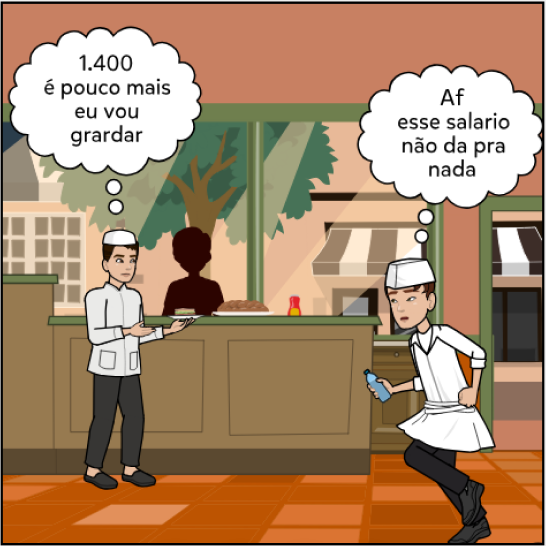 1.400
é pouco mais
eu vou
grardar
Af
esse salario
não da pra
nada